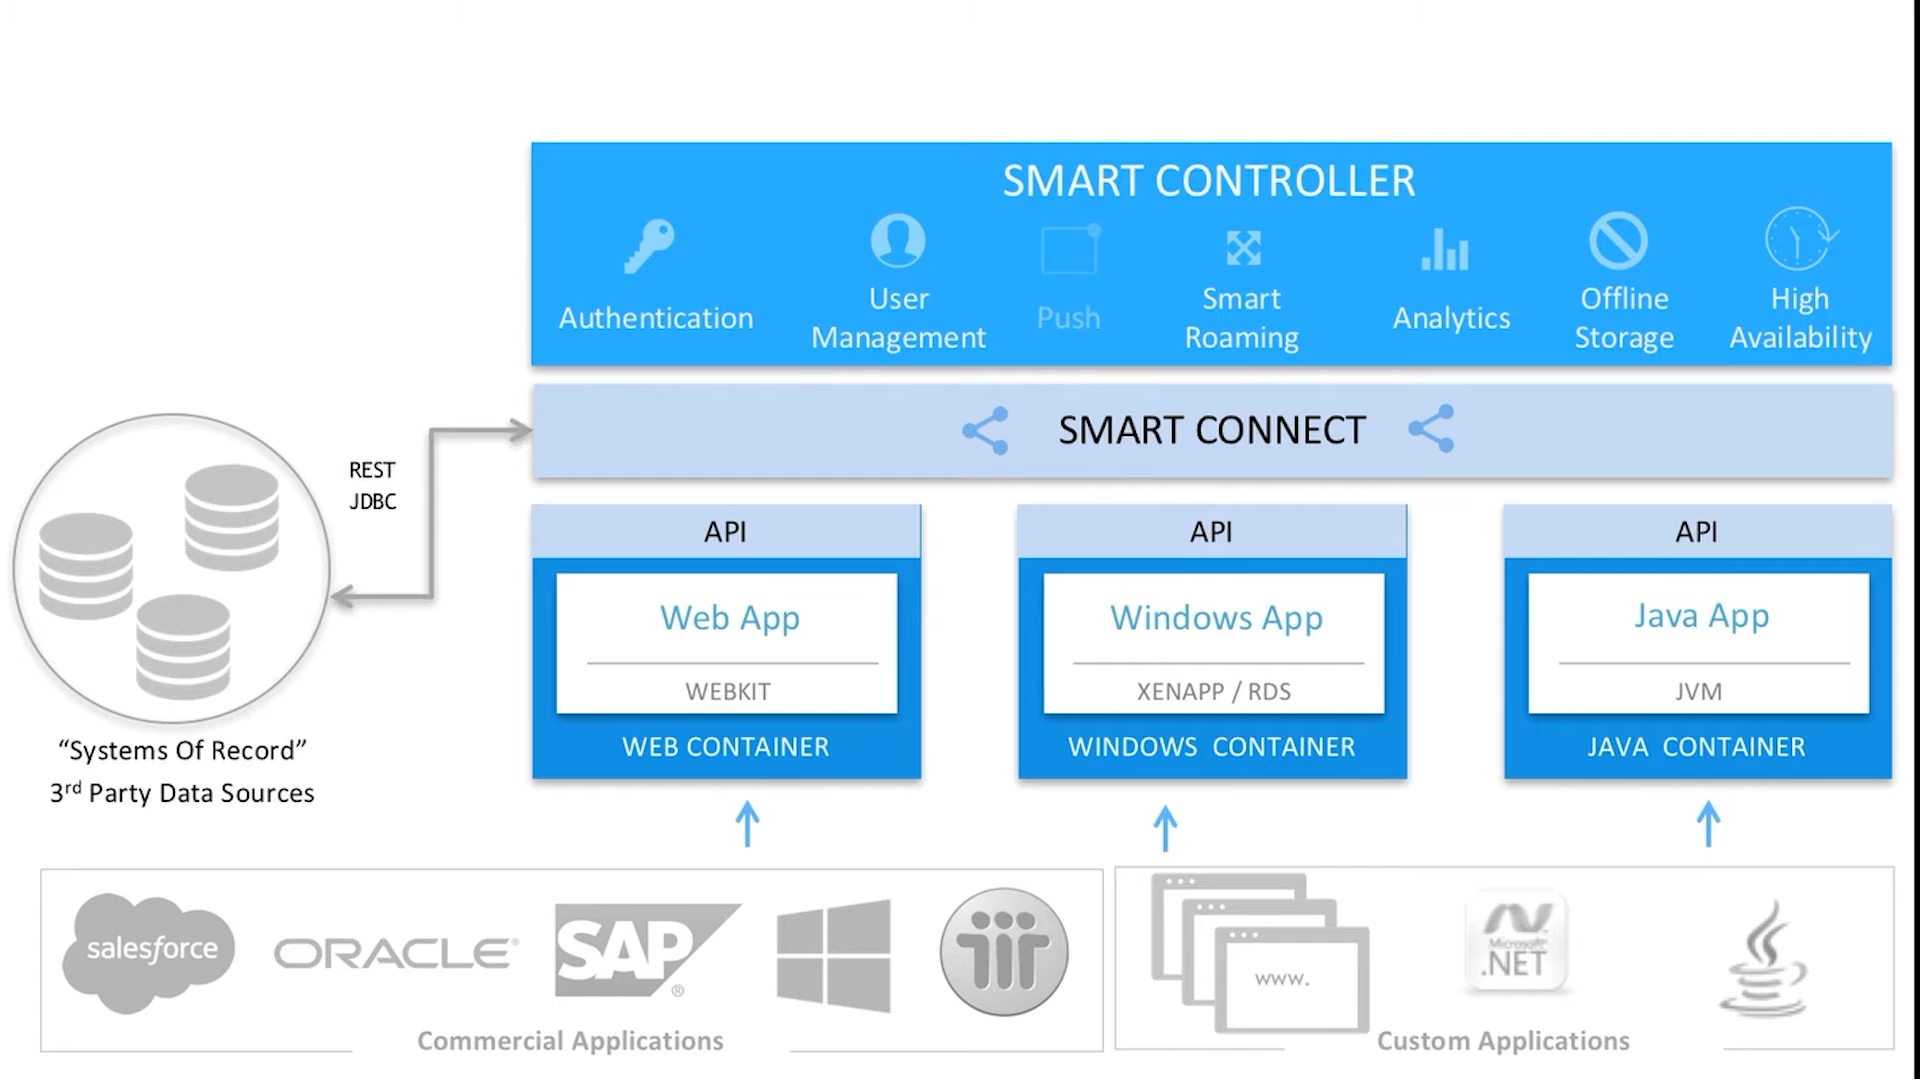 SMART CONTROLLER
Authentication
User
Management
Push
Smart
Roaming
Analytics
Offline
Storage
High
Availability
SMART CONNECT
REST
JDBC
API
API
API
Web App
WEBKIT
WEB CONTAINER
Windows App
XENAPP / RDS
WINDOWS CONTAINER
Java App
JVM
JAVA CONTAINER
“Systems Of Record”
3rd Party Data Sources
salesforce
ORACLE®
SAP®
Commercial Applications
www.
Microsoft®
.NET
Custom Applications